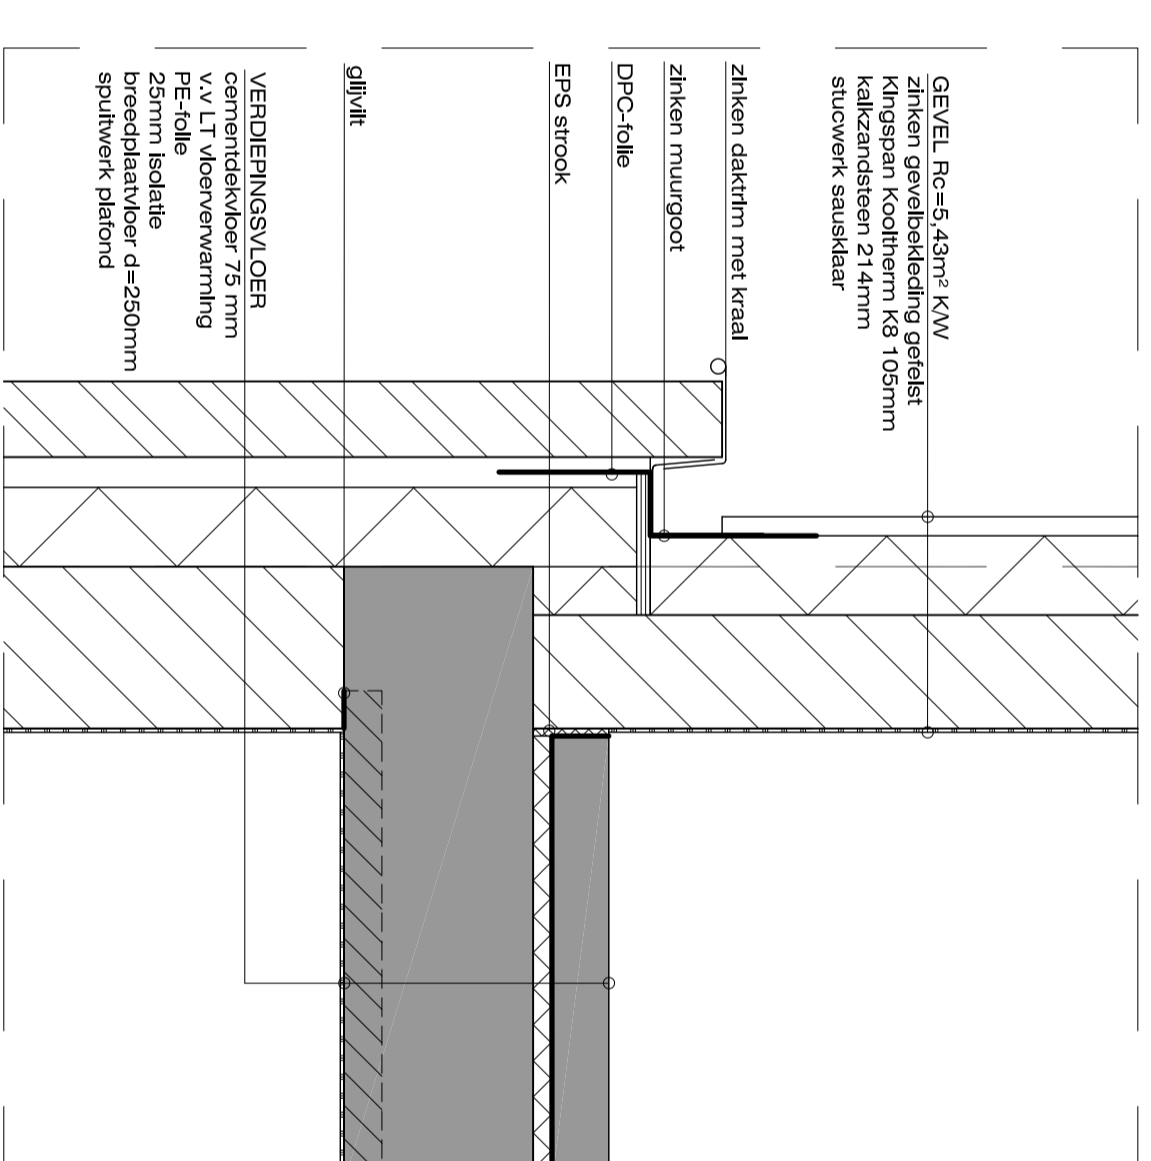 GEVEL Rc=5,43m² K/W
zinken gevelbekleding gefelst
Kingspan Kooltherm K8 105mm
kalkzandsteen 214mm
stucwerk sausklaar
zinken daktrim met kraal
zinken muurgoot
DPC-folie
EPS strook
glijvilt
VERDIEPINGSVLOER
cementdekvloer 75 mm
v.v LT vloerverwarming
PE-folie
25mm isolatie
breedplaatvloer d=250mm
spuitwerk plafond